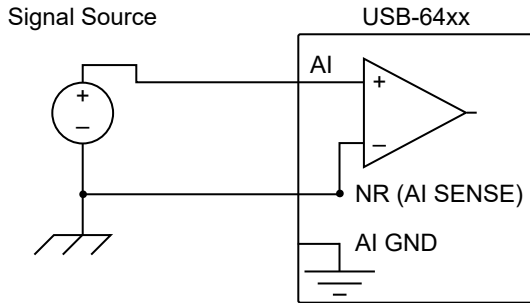 Signal Source
USB-64xx
AI
+
+
–
–
NR (AI SENSE)
AI GND